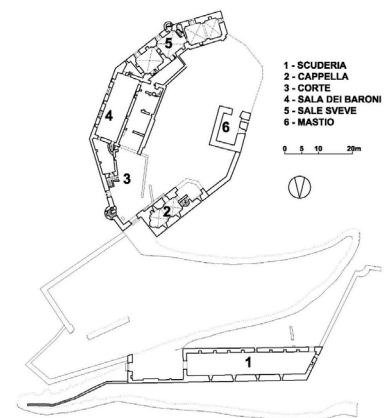 5
4
6
3
2
1
1 - SCUDERIA
2 - CAPPELLA
3 - CORTE
4 - SALA DEI BARONI
5 - SALE SVEVE
6 - MASTIO
0 5 10 20m